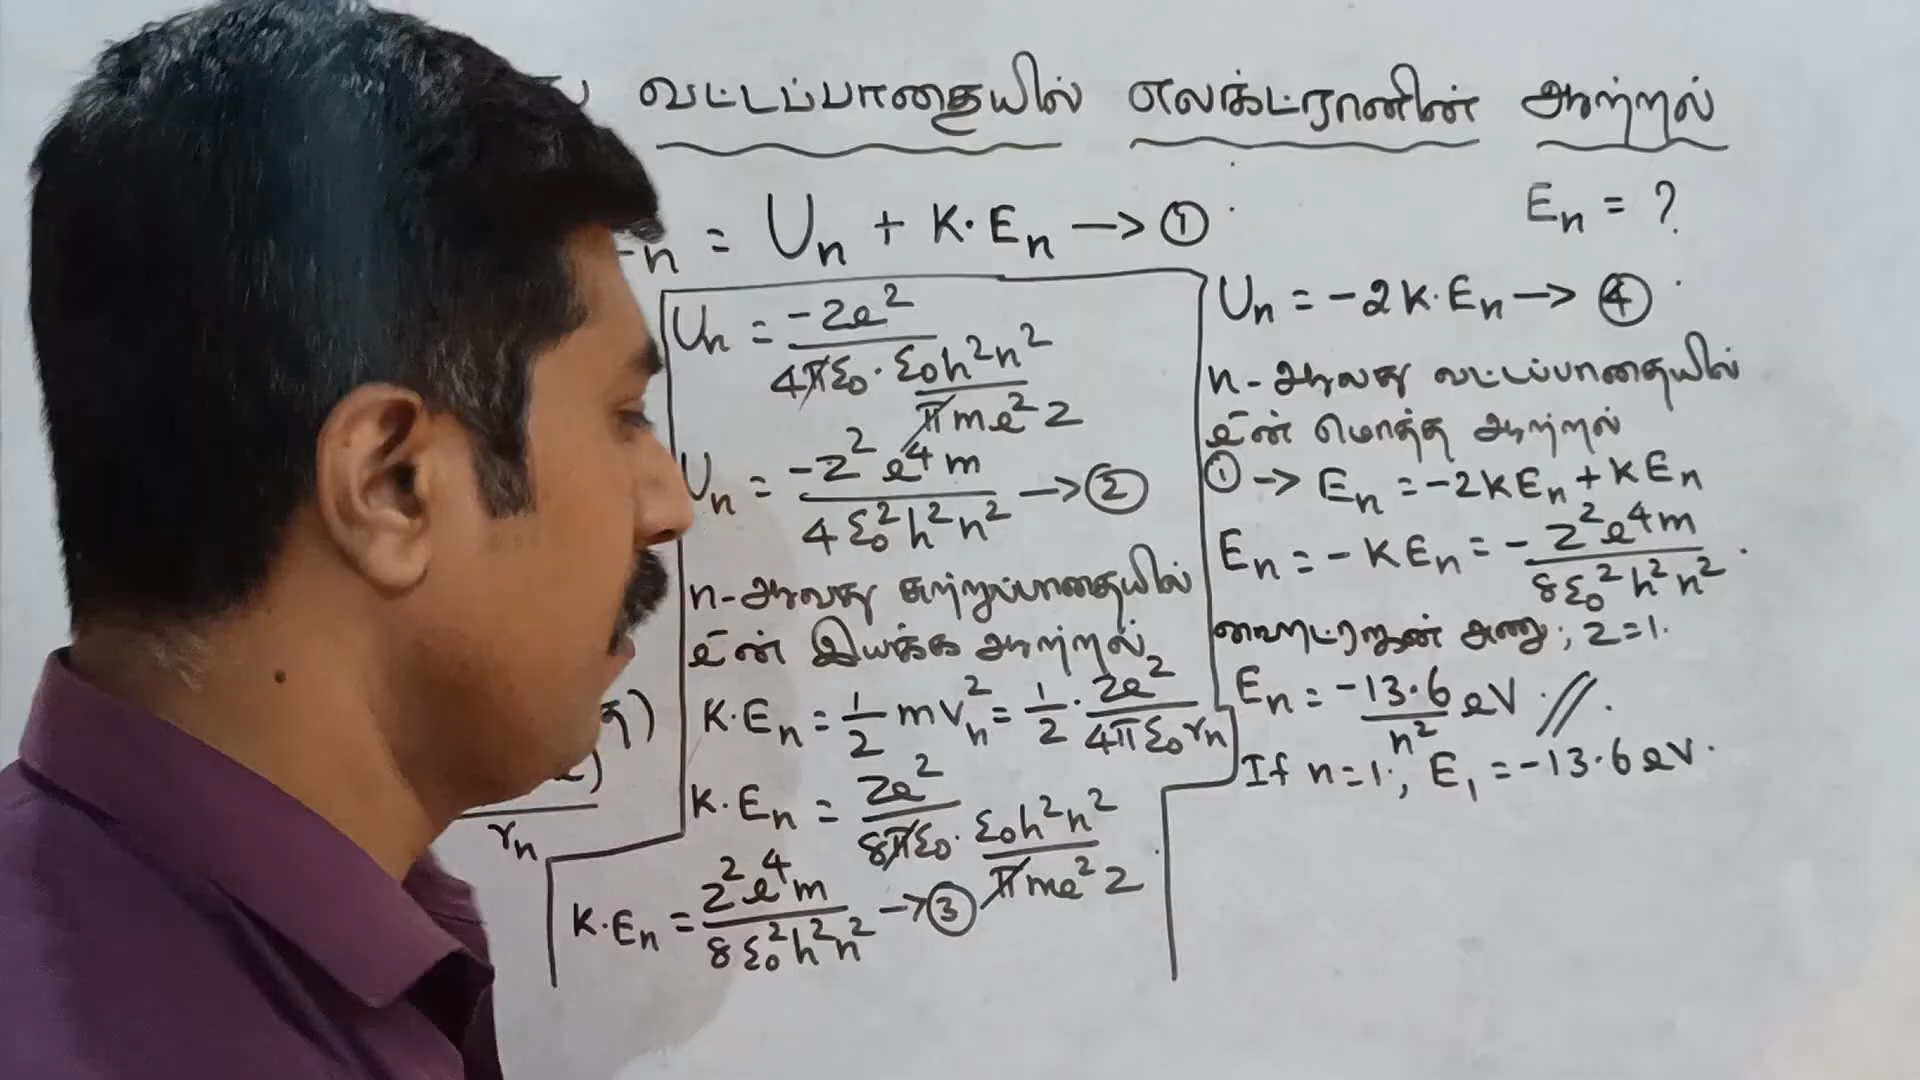 வட்டப்பாதையில் எலக்ட்ரானின் ஆற்றல்
n = Un + K.En → ①
En = ?
Un = -Ze²/4πε₀ . ε₀h²n²/πme²Z
Un = -Z²e⁴m/4ε₀²h²n² → ②
n-ஆவது சுற்றுப்பாதையில்
e⁻ன் இயக்க ஆற்றல்
K.En = 1/2 mvn² = 1/2 . Ze²/4πε₀rn
K.En = Ze²/8πε₀ . ε₀h²n²/πme²Z
rn
K.En = Z²e⁴m/8ε₀²h²n² → ③
Un = -2K.En → ④
n-ஆவது வட்டப்பாதையில்
e⁻ன் மொத்த ஆற்றல்
① → En = -2KEn + KEn
En = -KEn = - Z²e⁴m/8ε₀²h²n²
ஹைட்ரஜன் அணு; Z=1.
En = -13.6/n² eV //.
If n=1; E₁ = -13.6 eV.